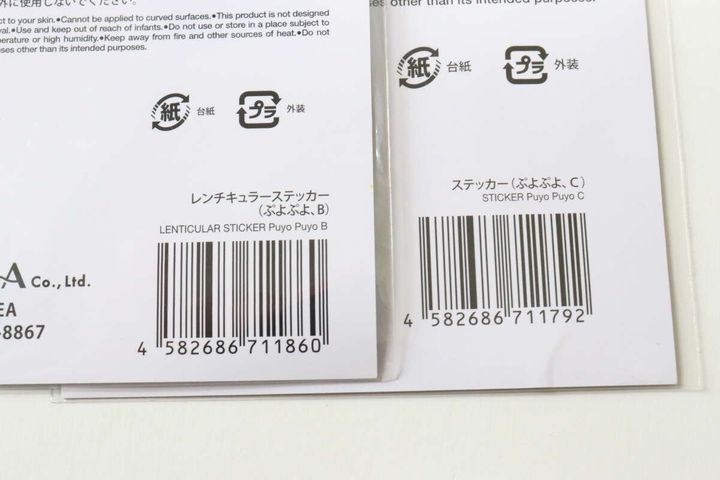 外に使用しないでください。
ct to your skin.●Cannot be applied to curved surfaces.●This product is not designed
val.●Use and keep out of reach of infants.●Do not use or store in a place subject to
perature or high humidity.●Keep away from fire and other sources of heat.●Do not
oses other than its intended purposes.
紙 台紙 プラ 外装
レンチキュラーステッカー
(ぷよぷよ、B)
LENTICULAR STICKER Puyo Puyo B
4 582686 711860
A Co., Ltd.
EA
-8867
ses other than its intended purposes.
紙 台紙 プラ 外装
ステッカー(ぷよぷよ、C)
STICKER Puyo Puyo C
4 582686 711792